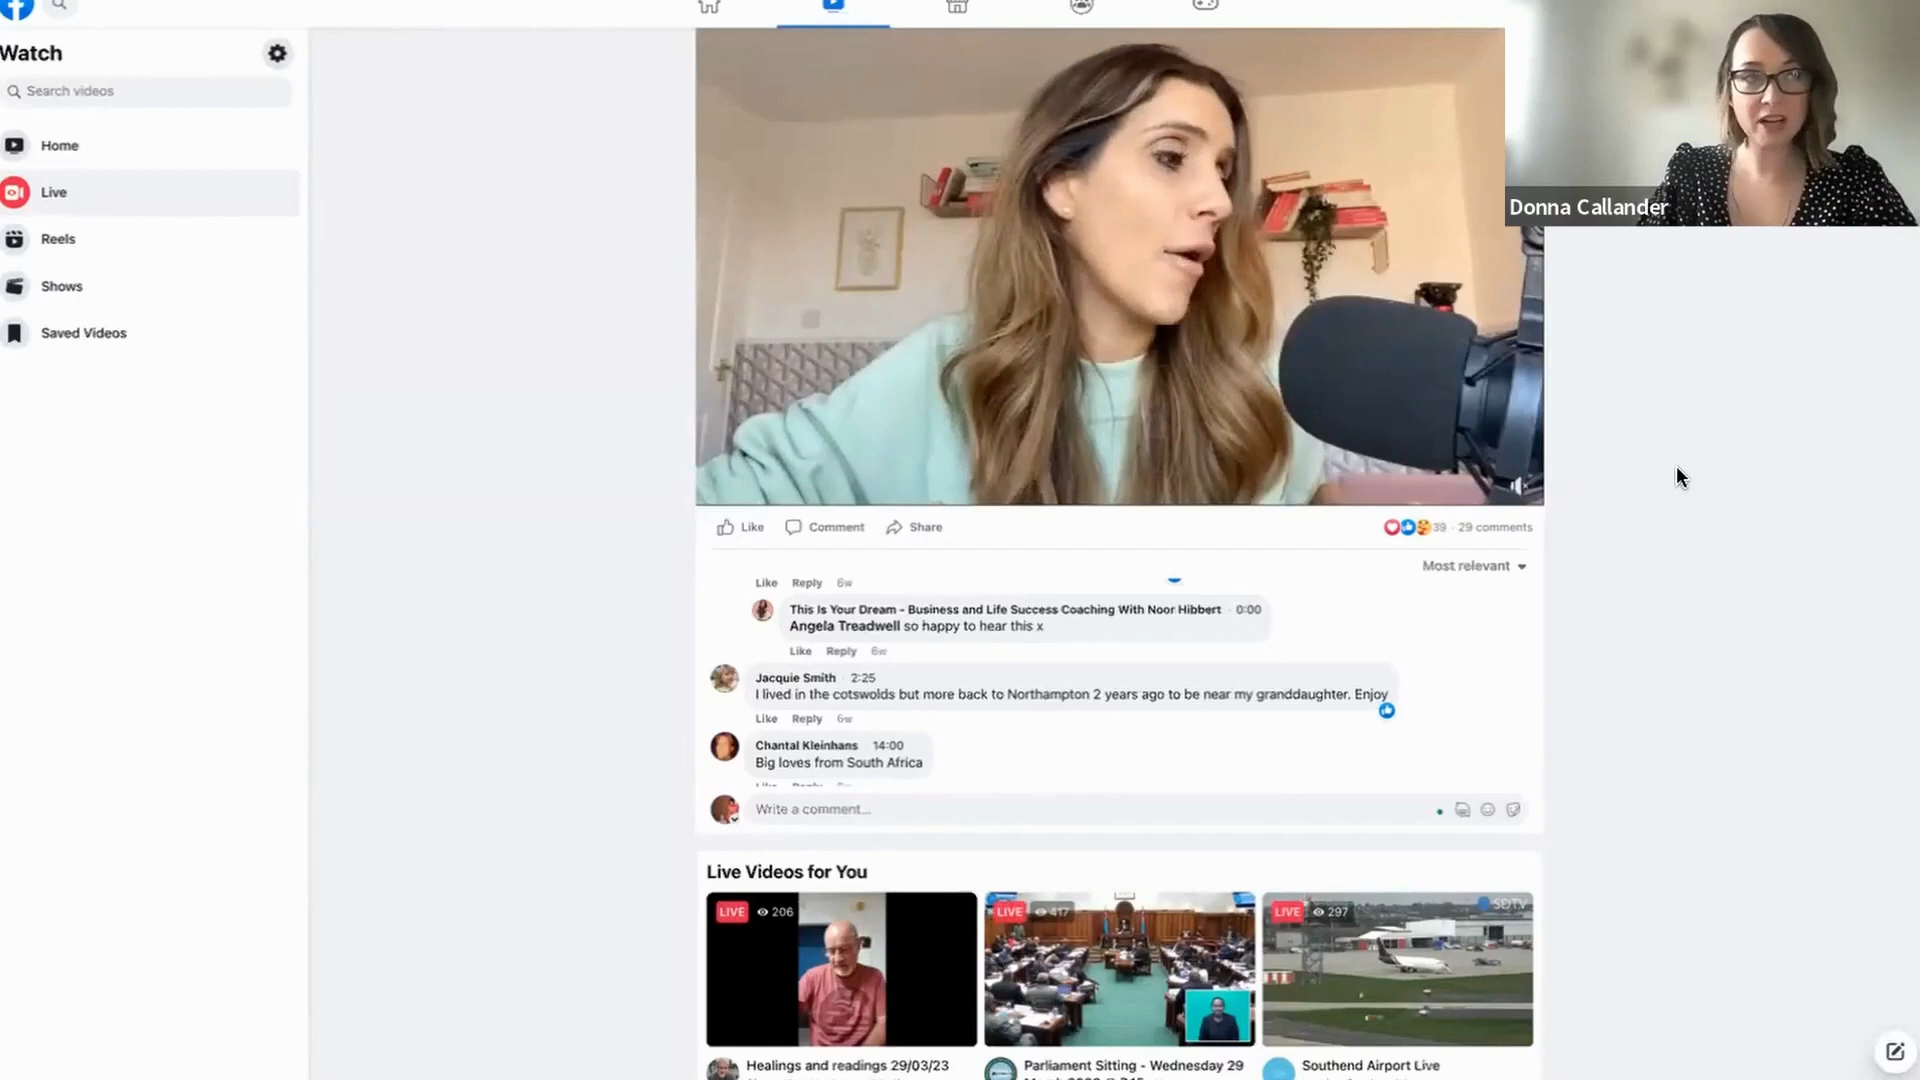 Watch
Search videos
Home
Live
Reels
Shows
Saved Videos
Donna Callander
Like Comment Share
39 · 29 comments
Most relevant
Like Reply 6w
This Is Your Dream - Business and Life Success Coaching With Noor Hibbert · 0:00
Angela Treadwell so happy to hear this x
Like Reply 6w
Jacquie Smith · 2:25
I lived in the cotswolds but more back to Northampton 2 years ago to be near my granddaughter. Enjoy
Like Reply 6w
Chantal Kleinhans 14:00
Big loves from South Africa
Write a comment...
Live Videos for You
LIVE 206
LIVE 417
LIVE 297
SDTV
Healings and readings 29/03/23
Parliament Sitting - Wednesday 29
Southend Airport Live